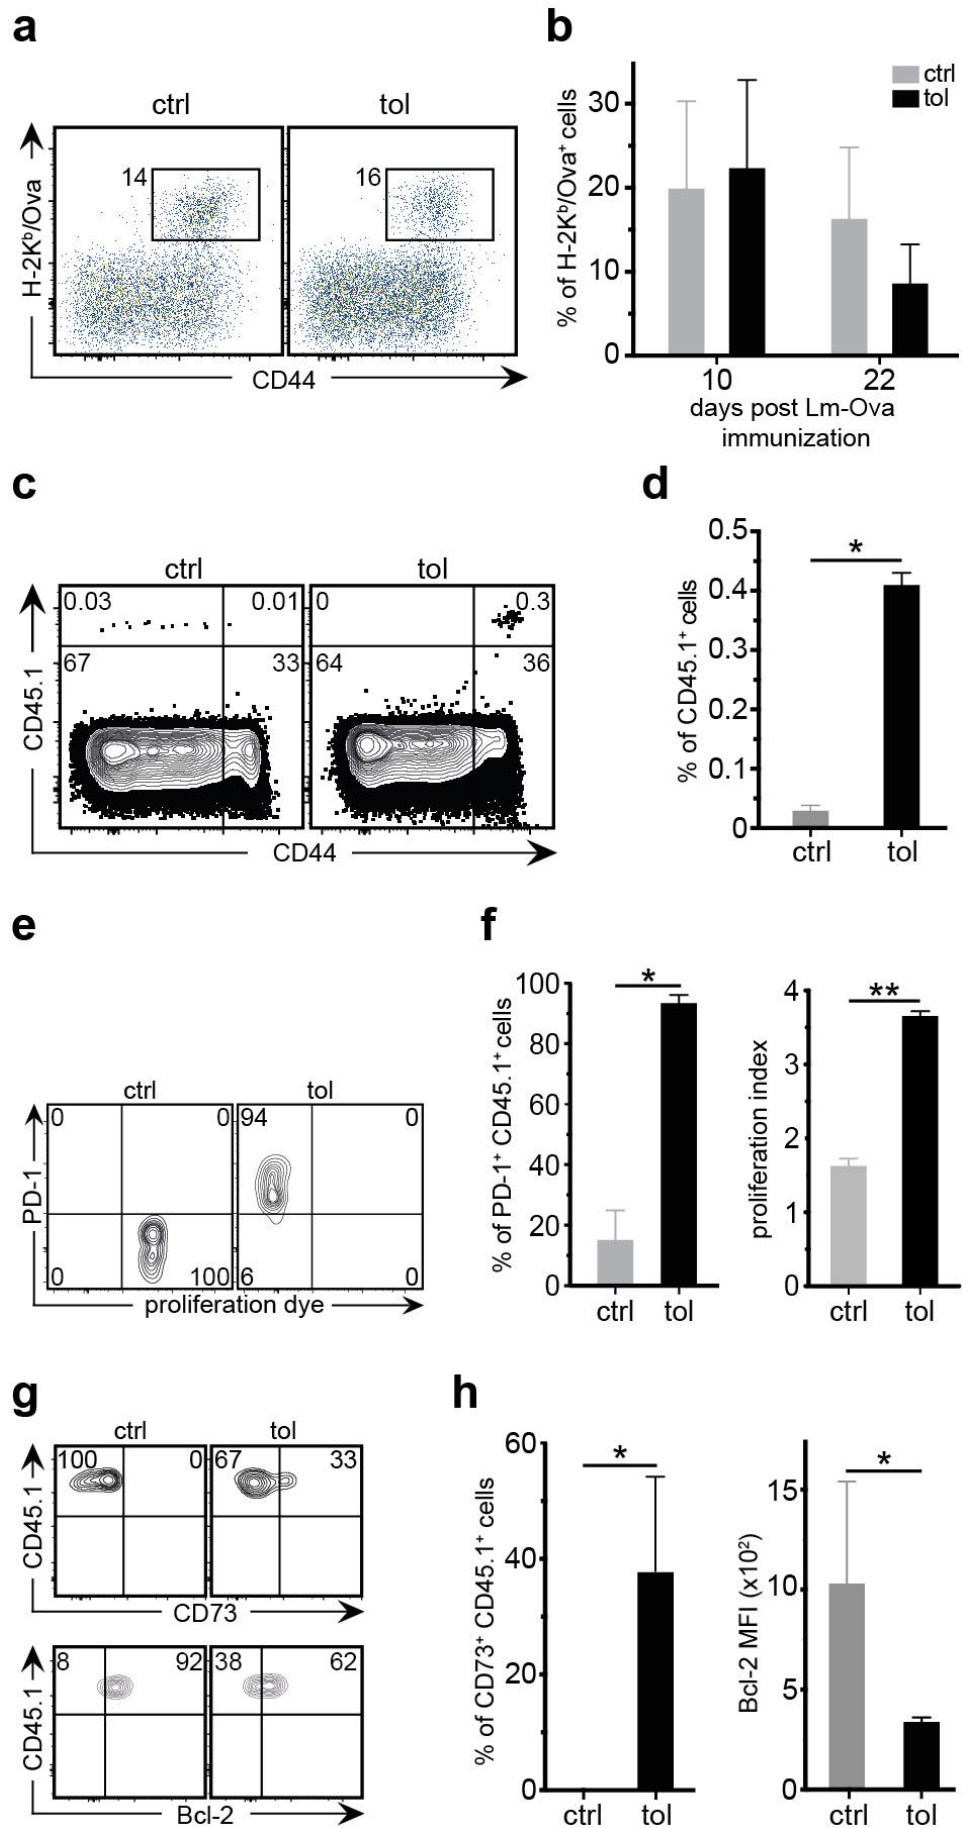 a
ctrl
tol
14
16
H-2Kᵇ/Ova
CD44
b
ctrl
tol
% of H-2Kᵇ/Ova⁺ cells
30
20
10
0
10
22
days post Lm-Ova
immunization
c
ctrl
tol
0.03
0.01
0
0.3
67
33
64
36
CD45.1
CD44
d
% of CD45.1⁺ cells
0.5
0.4
0.3
0.2
0.1
0
*
ctrl
tol
e
ctrl
tol
0
0
94
0
0
100
6
0
PD-1
proliferation dye
f
% of PD-1⁺ CD45.1⁺ cells
100
80
60
40
20
0
*
ctrl
tol
proliferation index
4
3
2
1
0
**
ctrl
tol
g
ctrl
tol
100
0
67
33
CD45.1
CD73
8
92
38
62
CD45.1
Bcl-2
h
% of CD73⁺ CD45.1⁺ cells
60
40
20
0
*
ctrl
tol
Bcl-2 MFI (x10²)
15
10
5
0
*
ctrl
tol